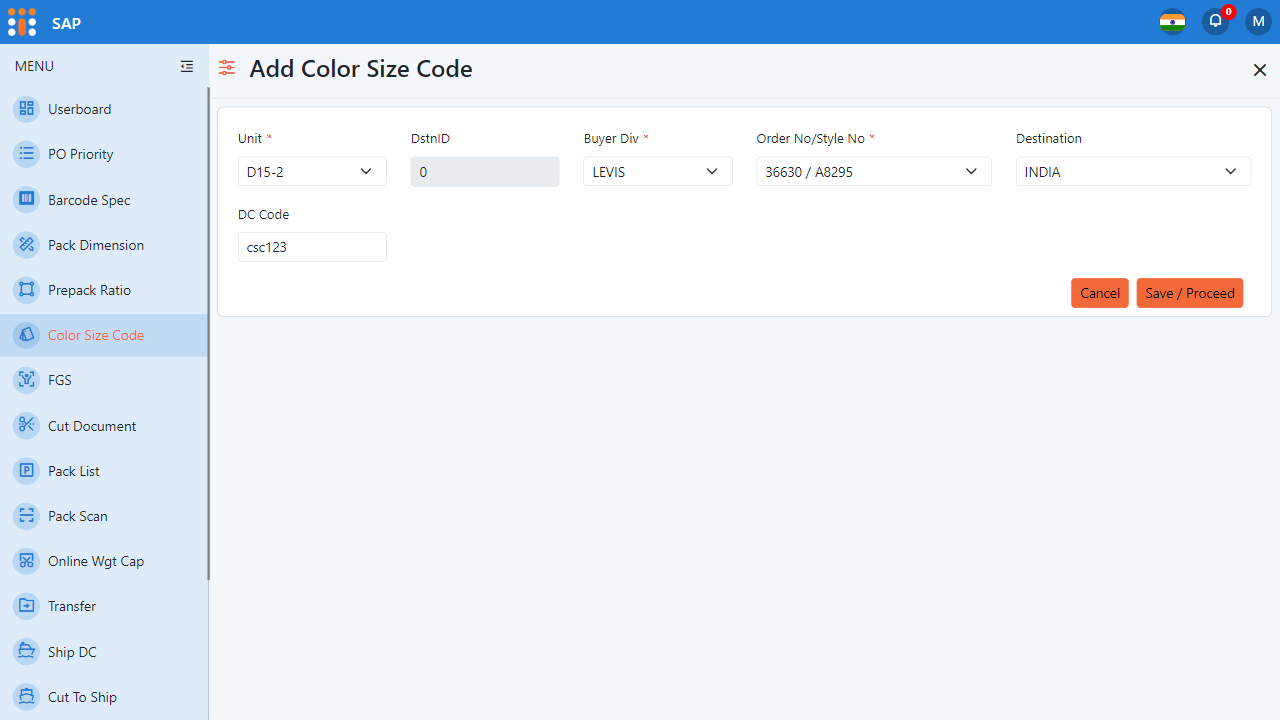 SAP
0
M
MENU
Userboard
PO Priority
Barcode Spec
Pack Dimension
Prepack Ratio
Color Size Code
FGS
Cut Document
Pack List
Pack Scan
Online Wgt Cap
Transfer
Ship DC
Cut To Ship
Add Color Size Code
Unit * DstnID Buyer Div * Order No/Style No * Destination
D15-2 0 LEVIS 36630 / A8295 INDIA
DC Code
csc123
Cancel Save / Proceed